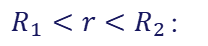 R₁ < r < R₂ :